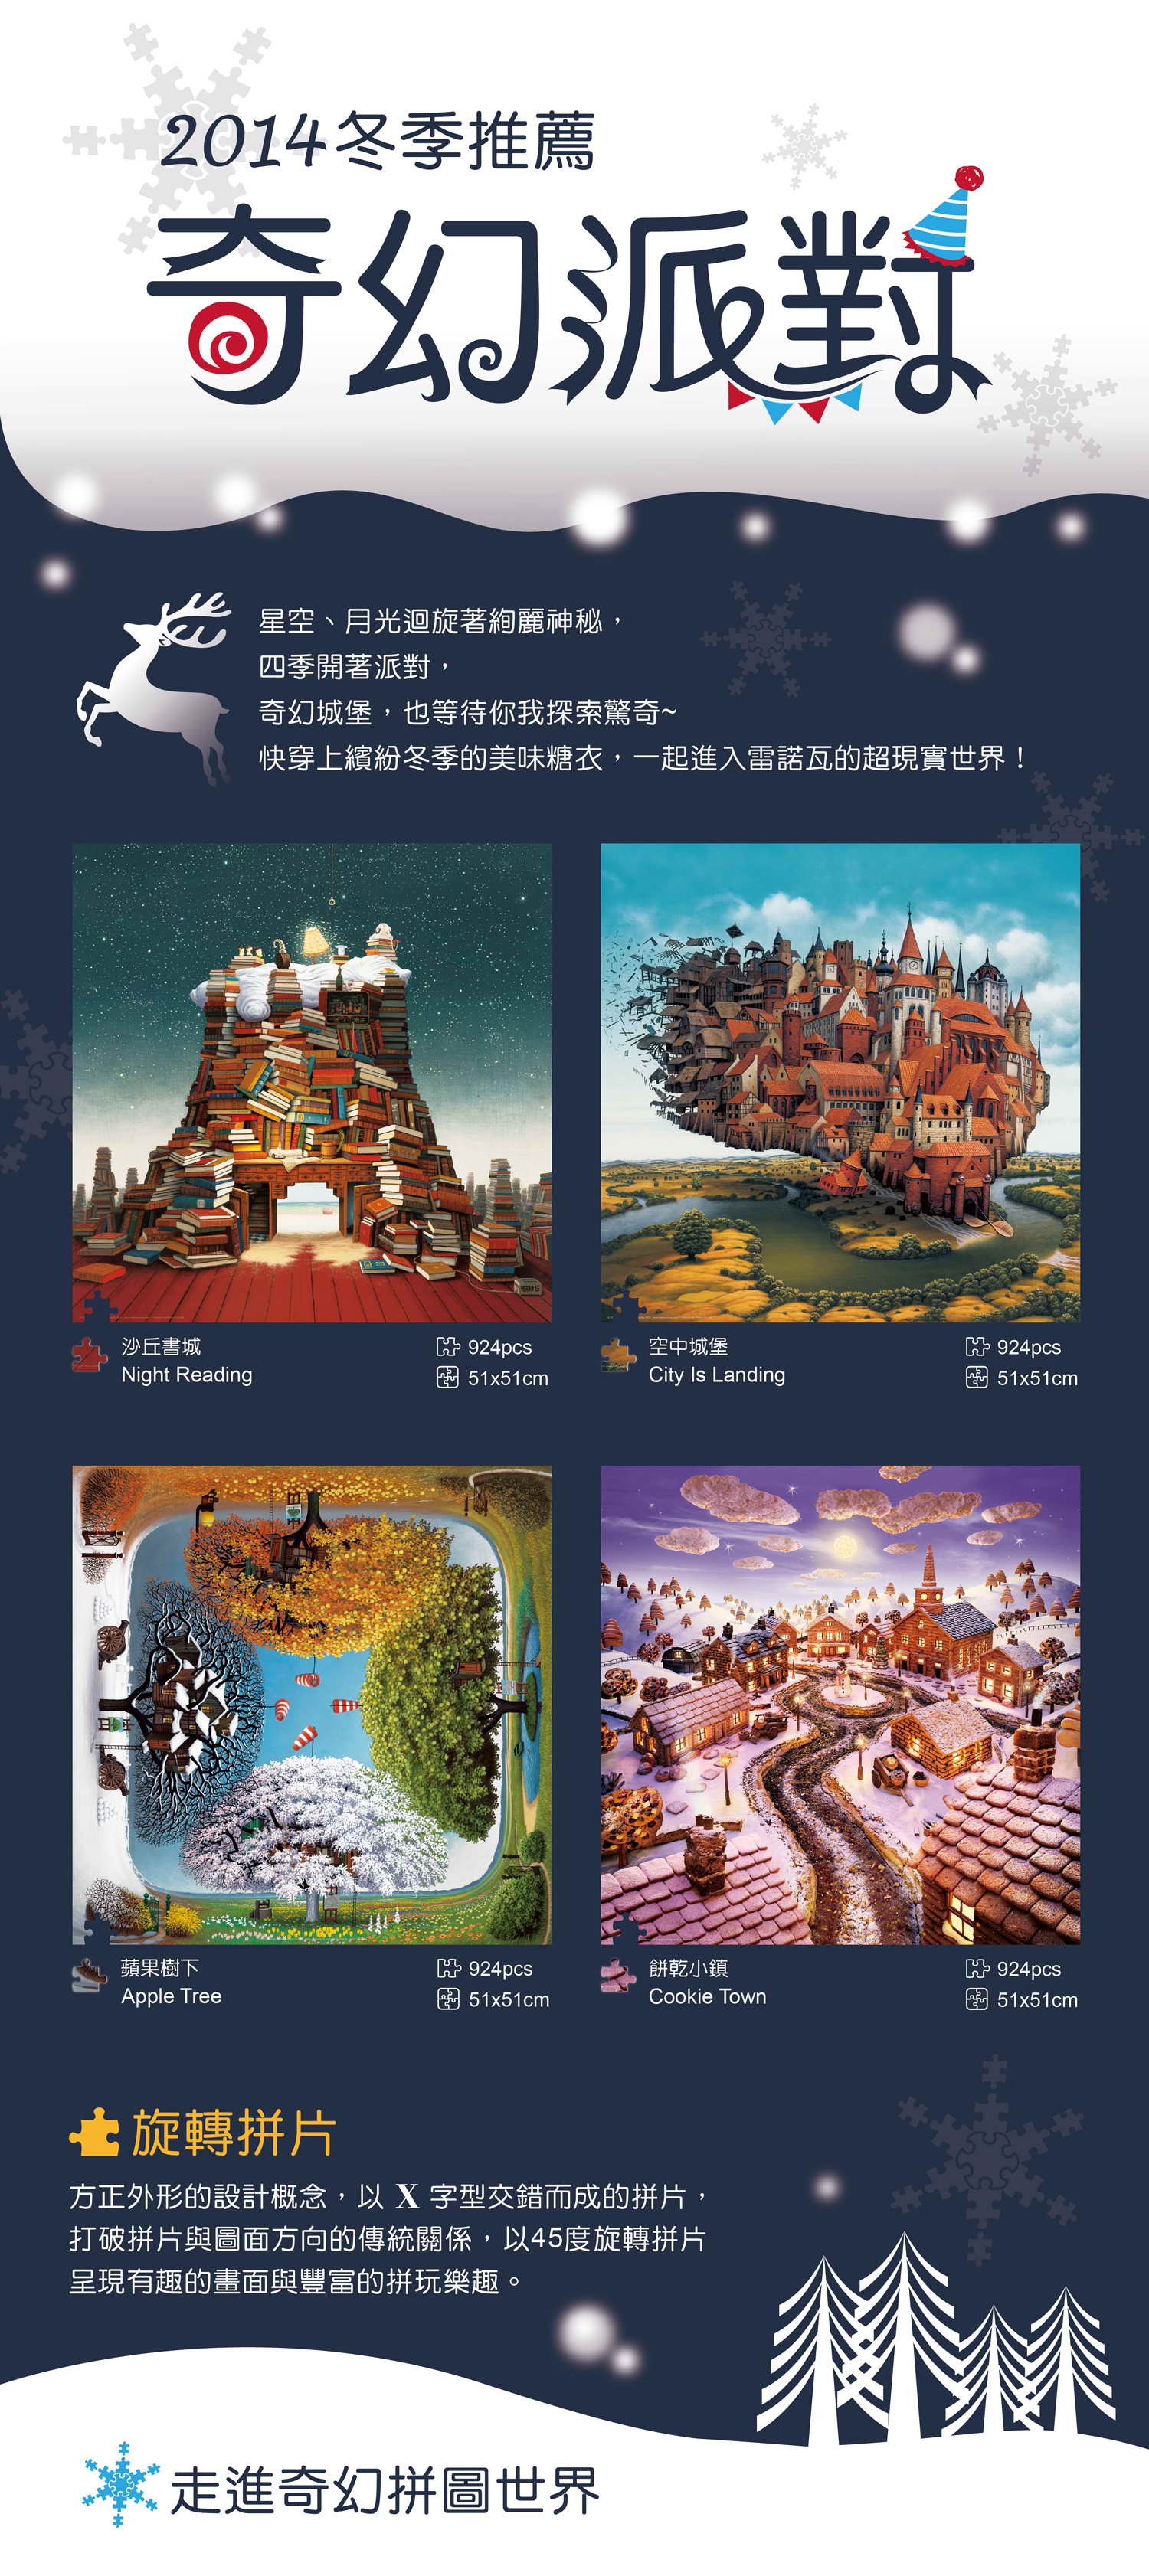 2014冬季推薦
奇幻派對
星空、月光迴旋著絢麗神秘，
四季開著派對，
奇幻城堡，也等待你我探索驚奇~
快穿上繽紛冬季的美味糖衣，一起進入雷諾瓦的超現實世界！
沙丘書城
Night Reading
924pcs
51x51cm
空中城堡
City Is Landing
924pcs
51x51cm
蘋果樹下
Apple Tree
924pcs
51x51cm
餅乾小鎮
Cookie Town
924pcs
51x51cm
旋轉拼片
方正外形的設計概念，以 X 字型交錯而成的拼片，
打破拼片與圖面方向的傳統關係，以45度旋轉拼片
呈現有趣的畫面與豐富的拼玩樂趣。
走進奇幻拼圖世界